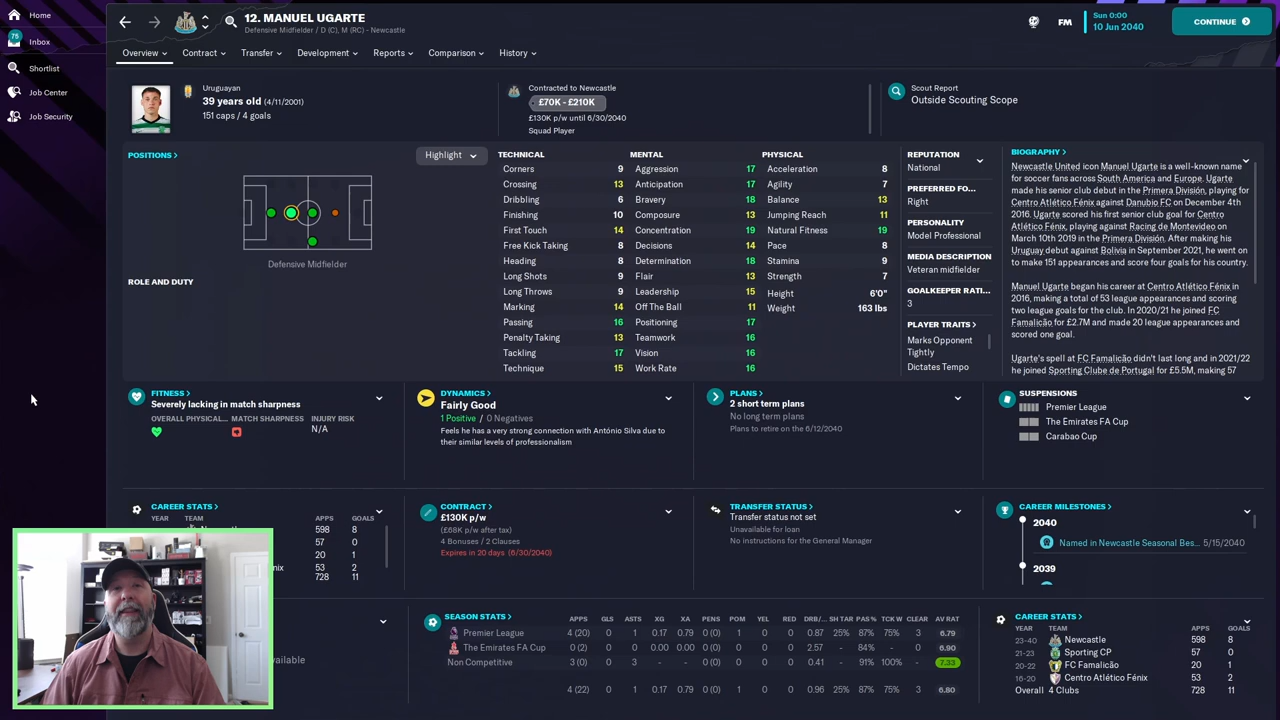 Home
75
Inbox
Shortlist
Job Center
Job Security
12. MANUEL UGARTE
Defensive Midfielder / D (C), M (RC) - Newcastle
FM
Sun 0:00
10 Jun 2040
CONTINUE
Overview
Contract
Transfer
Development
Reports
Comparison
History
Uruguayan
39 years old (4/11/2001)
151 caps / 4 goals
Contracted to Newcastle
£70K - £210K
£130K p/w until 6/30/2040
Squad Player
Scout Report
Outside Scouting Scope
POSITIONS
Highlight
Defensive Midfielder
ROLE AND DUTY
TECHNICAL
Corners 9
Crossing 13
Dribbling 6
Finishing 10
First Touch 14
Free Kick Taking 8
Heading 8
Long Shots 9
Long Throws 9
Marking 14
Passing 16
Penalty Taking 13
Tackling 17
Technique 15
MENTAL
Aggression 17
Anticipation 17
Bravery 18
Composure 13
Concentration 19
Decisions 14
Determination 18
Flair 13
Leadership 15
Off The Ball 11
Positioning 17
Teamwork 16
Vision 16
Work Rate 16
PHYSICAL
Acceleration 8
Agility 7
Balance 13
Jumping Reach 11
Natural Fitness 19
Pace 8
Stamina 9
Strength 7
Height 6'0"
Weight 163 lbs
REPUTATION
National
PREFERRED FO...
Right
PERSONALITY
Model Professional
MEDIA DESCRIPTION
Veteran midfielder
GOALKEEPER RATI...
3
PLAYER TRAITS
Marks Opponent
Tightly
Dictates Tempo
BIOGRAPHY
Newcastle United icon Manuel Ugarte is a well-known name
for soccer fans across South America and Europe. Ugarte
made his senior club debut in the Primera División, playing for
Centro Atlético Fénix against Danubio FC on December 4th
2016. Ugarte scored his first senior club goal for Centro
Atlético Fénix, playing against Racing de Montevideo on
March 10th 2019 in the Primera División. After making his
Uruguay debut against Bolivia in September 2021, he went on
to make 151 appearances and score four goals for his country.
Manuel Ugarte began his career at Centro Atlético Fénix in
2016, making a total of 53 league appearances and scoring
two league goals for the club. In 2020/21 he joined FC
Famalicão for £2.7M and made 20 league appearances and
scored one goal.
Ugarte's spell at FC Famalicão didn't last long and in 2021/22
he joined Sporting Clube de Portugal for £5.5M, making 57
FITNESS
Severely lacking in match sharpness
OVERALL PHYSICAL... MATCH SHARPNESS INJURY RISK
N/A
DYNAMICS
Fairly Good
1 Positive / 0 Negatives
Feels he has a very strong connection with António Silva due to
their similar levels of professionalism
PLANS
2 short term plans
No long term plans
Plans to retire on the 6/12/2040
SUSPENSIONS
Premier League
The Emirates FA Cup
Carabao Cup
CAREER STATS
YEAR TEAM APPS GOALS
598 8
57 0
20 1
nix 53 2
728 11
CONTRACT
£130K p/w
(£68K p/w after tax)
4 Bonuses / 2 Clauses
Expires in 20 days (6/30/2040)
TRANSFER STATUS
Transfer status not set
Unavailable for loan
No instructions for the General Manager
CAREER MILESTONES
2040
Named in Newcastle Seasonal Bes... 5/15/2040
2039
vailable
SEASON STATS APPS GLS ASTS XG XA PENS POM YEL RED DRB/... SH TAR PAS % TCK W CLEAR AV RAT
Premier League 4 (20) 0 1 0.17 0.79 0 (0) 1 0 0 0.87 25% 87% 75% 3 6.79
The Emirates FA Cup 0 (2) 0 0 0.00 0.00 0 (0) 0 0 0 2.57 - 84% - 0 6.90
Non Competitive 3 (0) 0 3 - - 0 (0) 0 0 0 0.41 - 91% 100% - 7.33
4 (22) 0 1 0.17 0.79 0 (0) 1 0 0 0.96 25% 87% 75% 3 6.80
CAREER STATS
YEAR TEAM APPS GOALS
23-40 Newcastle 598 8
21-23 Sporting CP 57 0
20-22 FC Famalicão 20 1
16-20 Centro Atlético Fénix 53 2
Overall 4 Clubs 728 11